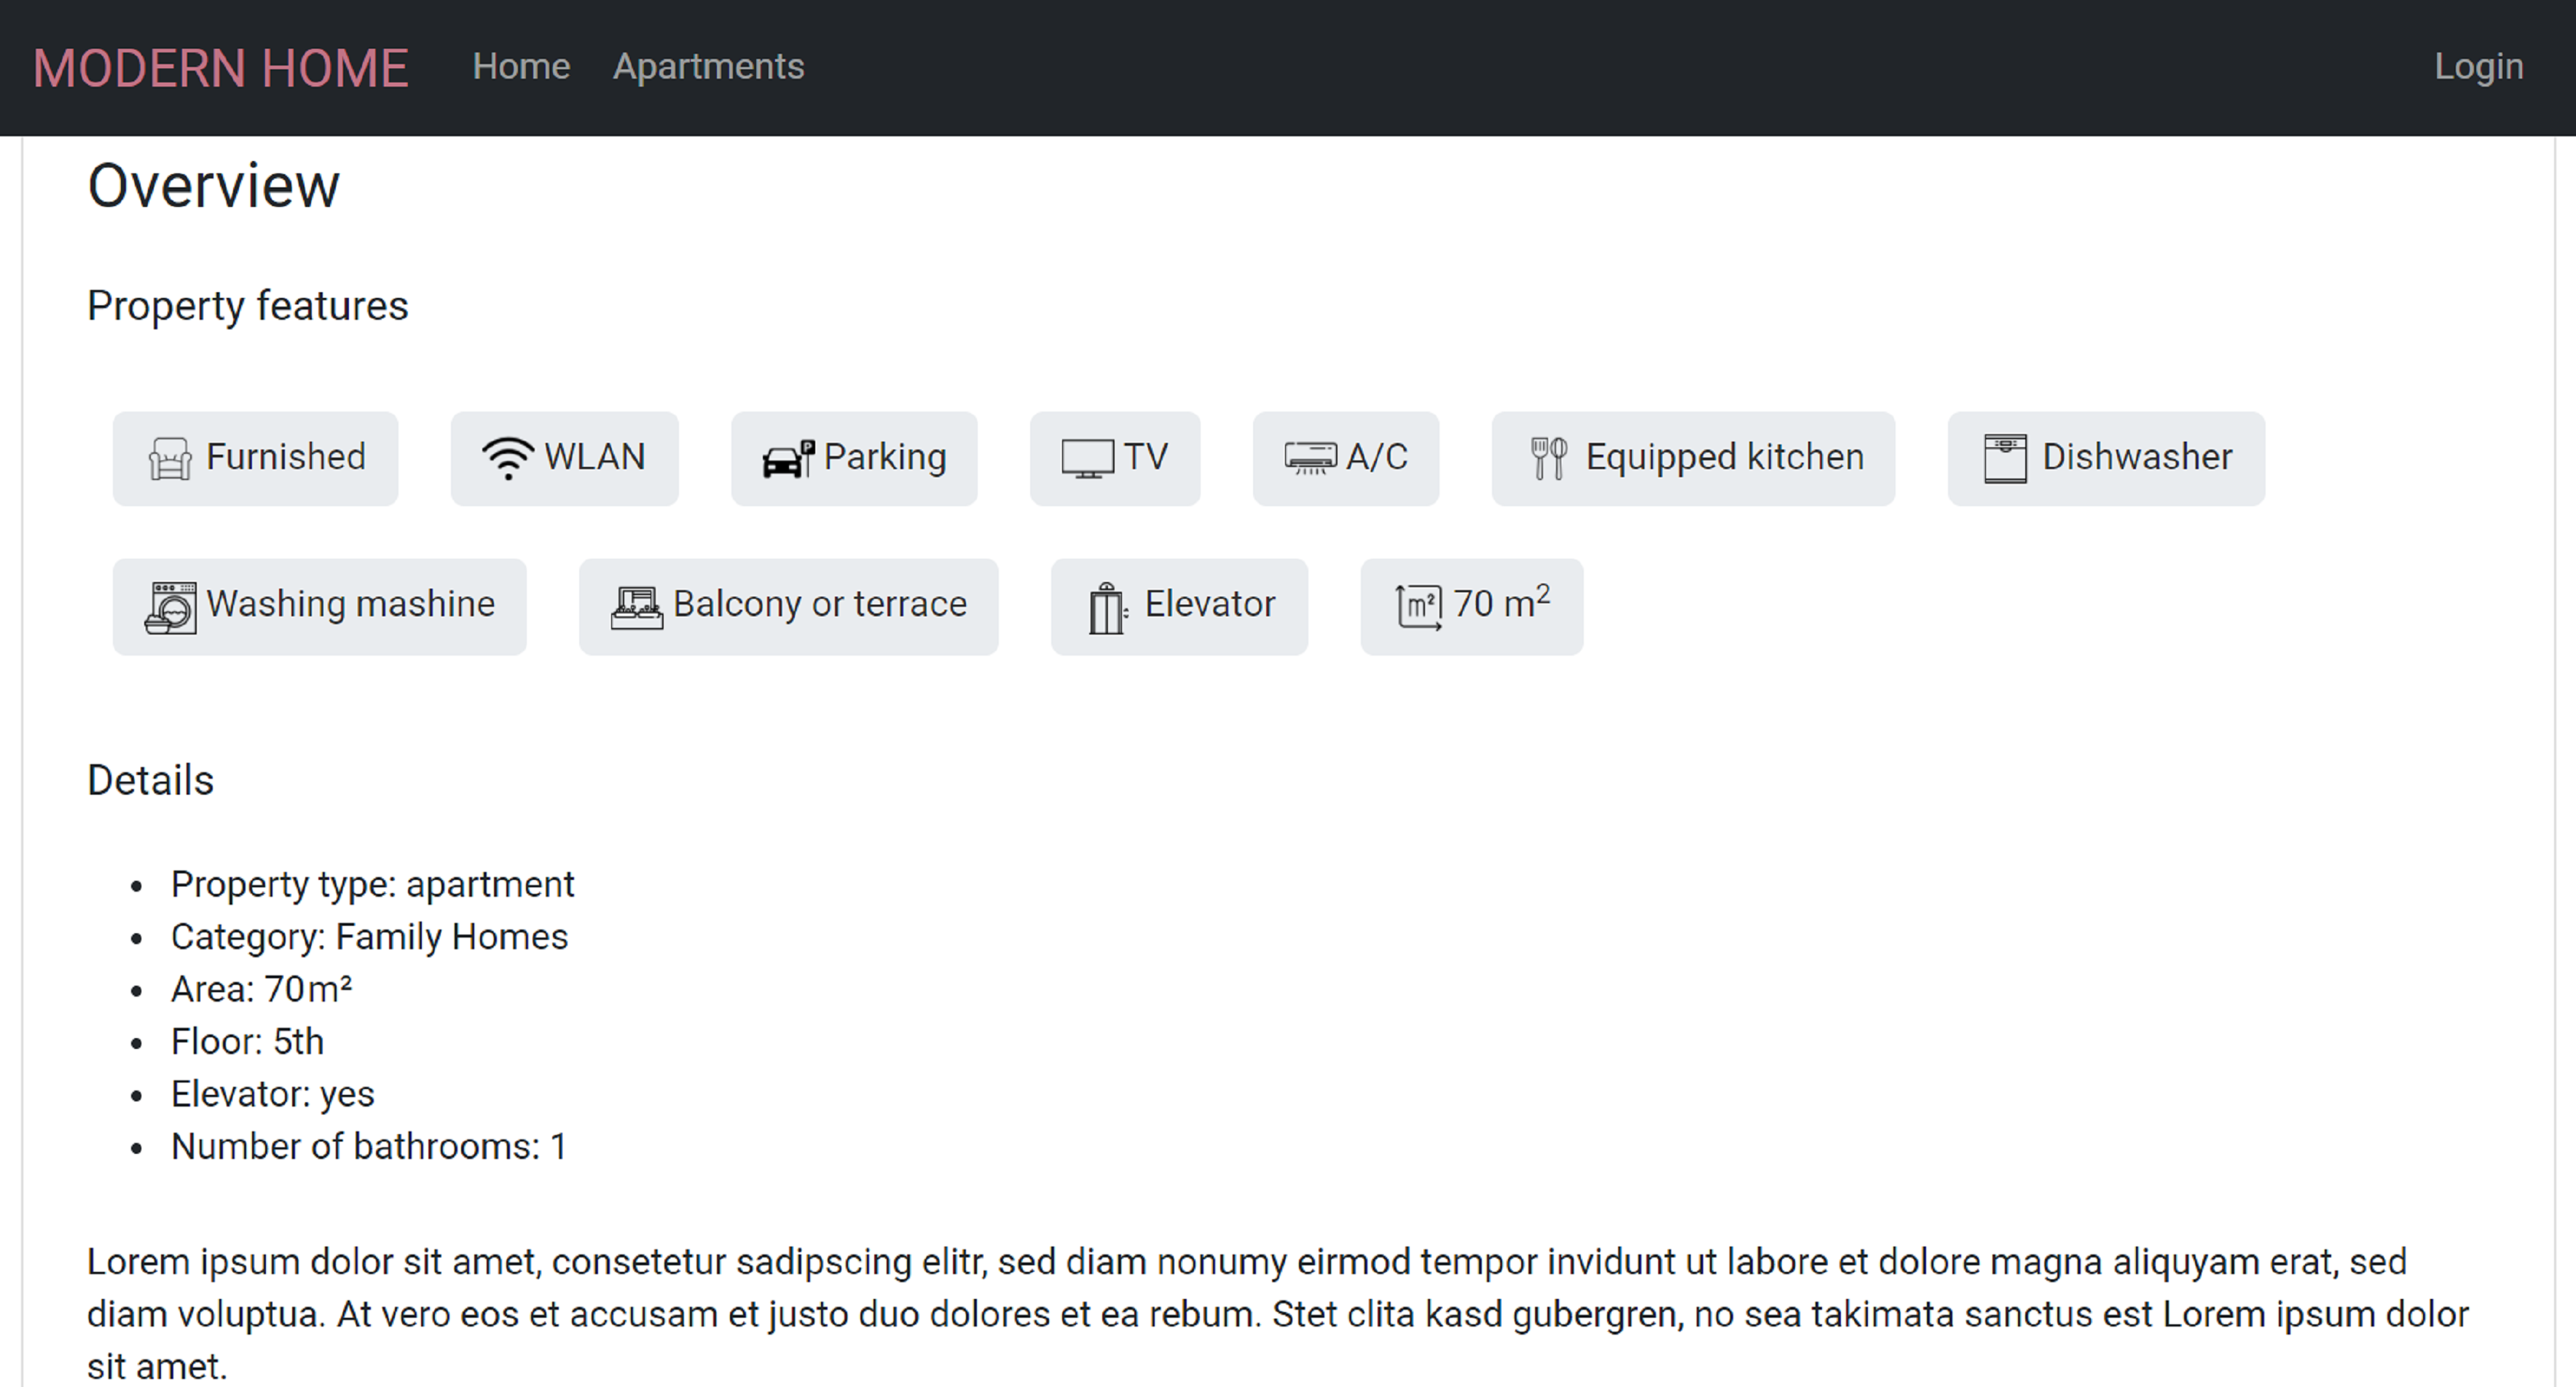 MODERN HOME Home Apartments Login
Overview
Property features
Furnished WLAN P Parking TV A/C Equipped kitchen Dishwasher
Washing mashine Balcony or terrace Elevator m² 70 m²
Details
• Property type: apartment
• Category: Family Homes
• Area: 70m²
• Floor: 5th
• Elevator: yes
• Number of bathrooms: 1
Lorem ipsum dolor sit amet, consetetur sadipscing elitr, sed diam nonumy eirmod tempor invidunt ut labore et dolore magna aliquyam erat, sed
diam voluptua. At vero eos et accusam et justo duo dolores et ea rebum. Stet clita kasd gubergren, no sea takimata sanctus est Lorem ipsum dolor
sit amet.